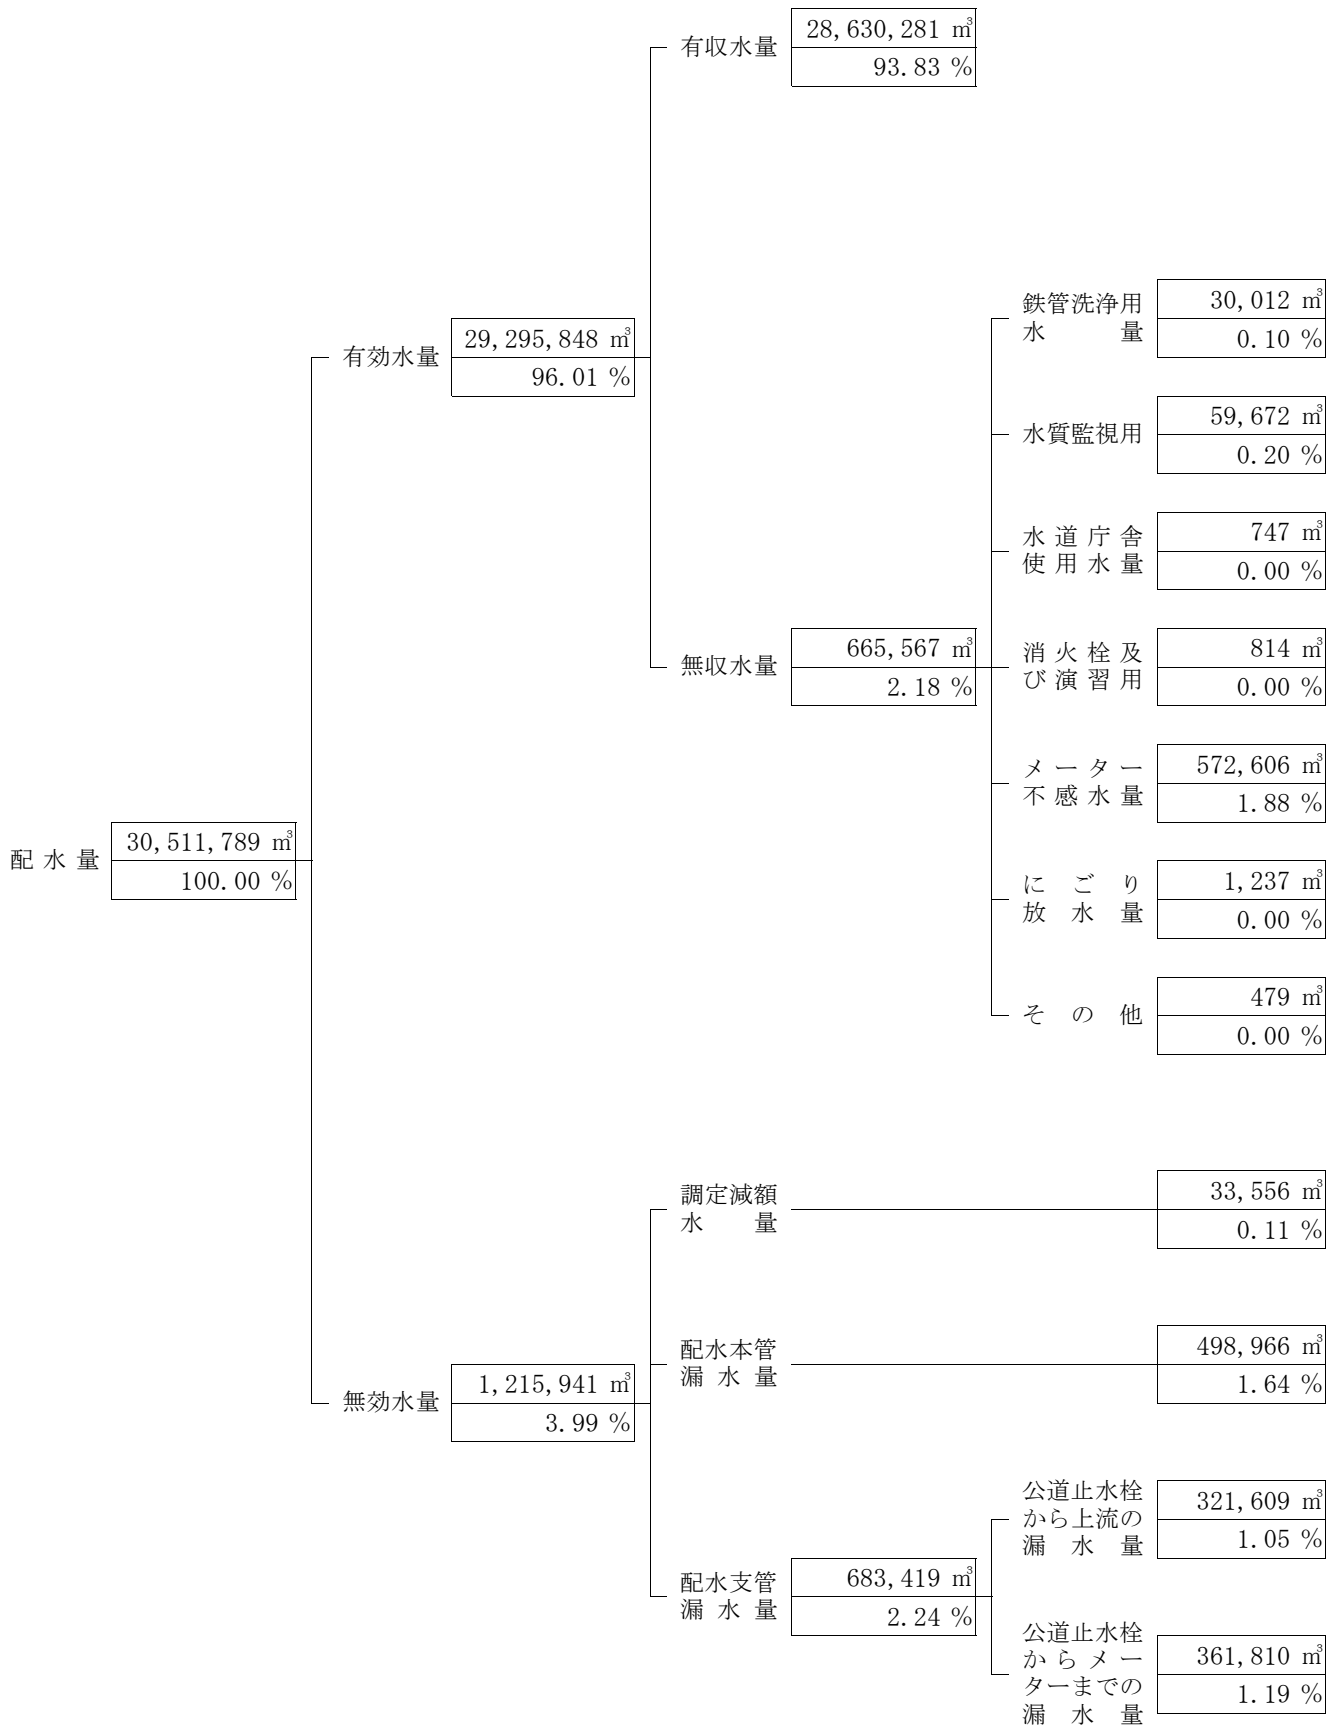 有収水量
28,630,281 ㎥
93.83 %
鉄管洗浄用
水量
30,012 ㎥
0.10 %
有効水量
29,295,848 ㎥
96.01 %
水質監視用
59,672 ㎥
0.20 %
水道庁舎
使用水量
747 ㎥
0.00 %
無収水量
665,567 ㎥
2.18 %
消火栓及
び演習用
814 ㎥
0.00 %
メーター
不感水量
572,606 ㎥
1.88 %
配水量
30,511,789 ㎥
100.00 %
にごり
放水量
1,237 ㎥
0.00 %
その他
479 ㎥
0.00 %
調定減額
水量
33,556 ㎥
0.11 %
配水本管
漏水量
498,966 ㎥
1.64 %
無効水量
1,215,941 ㎥
3.99 %
公道止水栓
から上流の
漏水量
321,609 ㎥
1.05 %
配水支管
漏水量
683,419 ㎥
2.24 %
公道止水栓
からメー
ターまでの
漏水量
361,810 ㎥
1.19 %